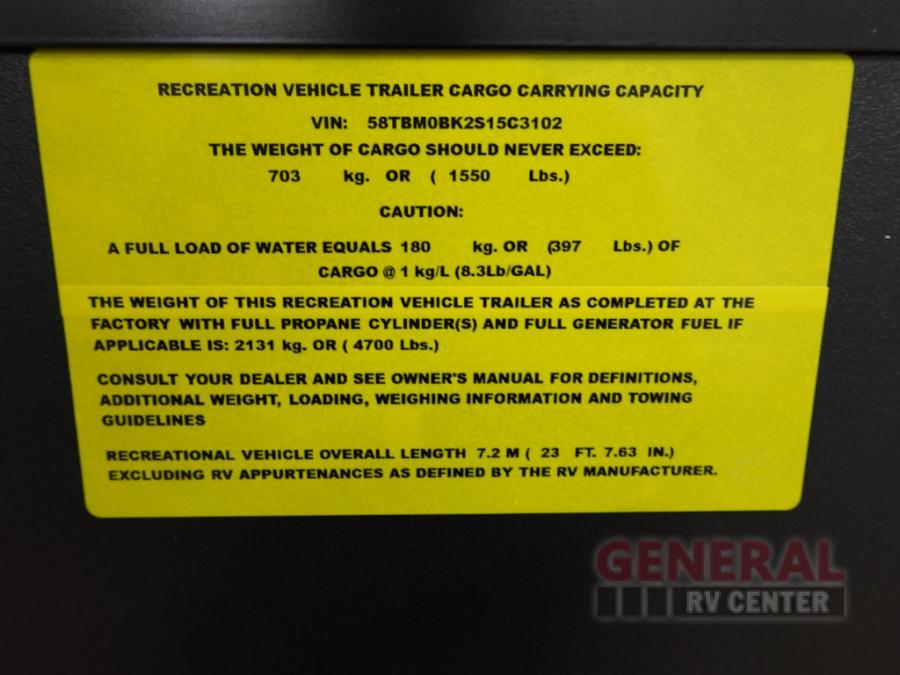 RECREATION VEHICLE TRAILER CARGO CARRYING CAPACITY
VIN: 58TBM0BK2S15C3102
THE WEIGHT OF CARGO SHOULD NEVER EXCEED:
703 kg. OR ( 1550 Lbs.)
CAUTION:
A FULL LOAD OF WATER EQUALS 180 kg. OR (397 Lbs.) OF
CARGO @ 1 kg/L (8.3Lb/GAL)
THE WEIGHT OF THIS RECREATION VEHICLE TRAILER AS COMPLETED AT THE
FACTORY WITH FULL PROPANE CYLINDER(S) AND FULL GENERATOR FUEL IF
APPLICABLE IS: 2131 kg. OR ( 4700 Lbs.)
CONSULT YOUR DEALER AND SEE OWNER'S MANUAL FOR DEFINITIONS,
ADDITIONAL WEIGHT, LOADING, WEIGHING INFORMATION AND TOWING
GUIDELINES
RECREATIONAL VEHICLE OVERALL LENGTH 7.2 M ( 23 FT. 7.63 IN.)
EXCLUDING RV APPURTENANCES AS DEFINED BY THE RV MANUFACTURER.
GENERAL
RV CENTER